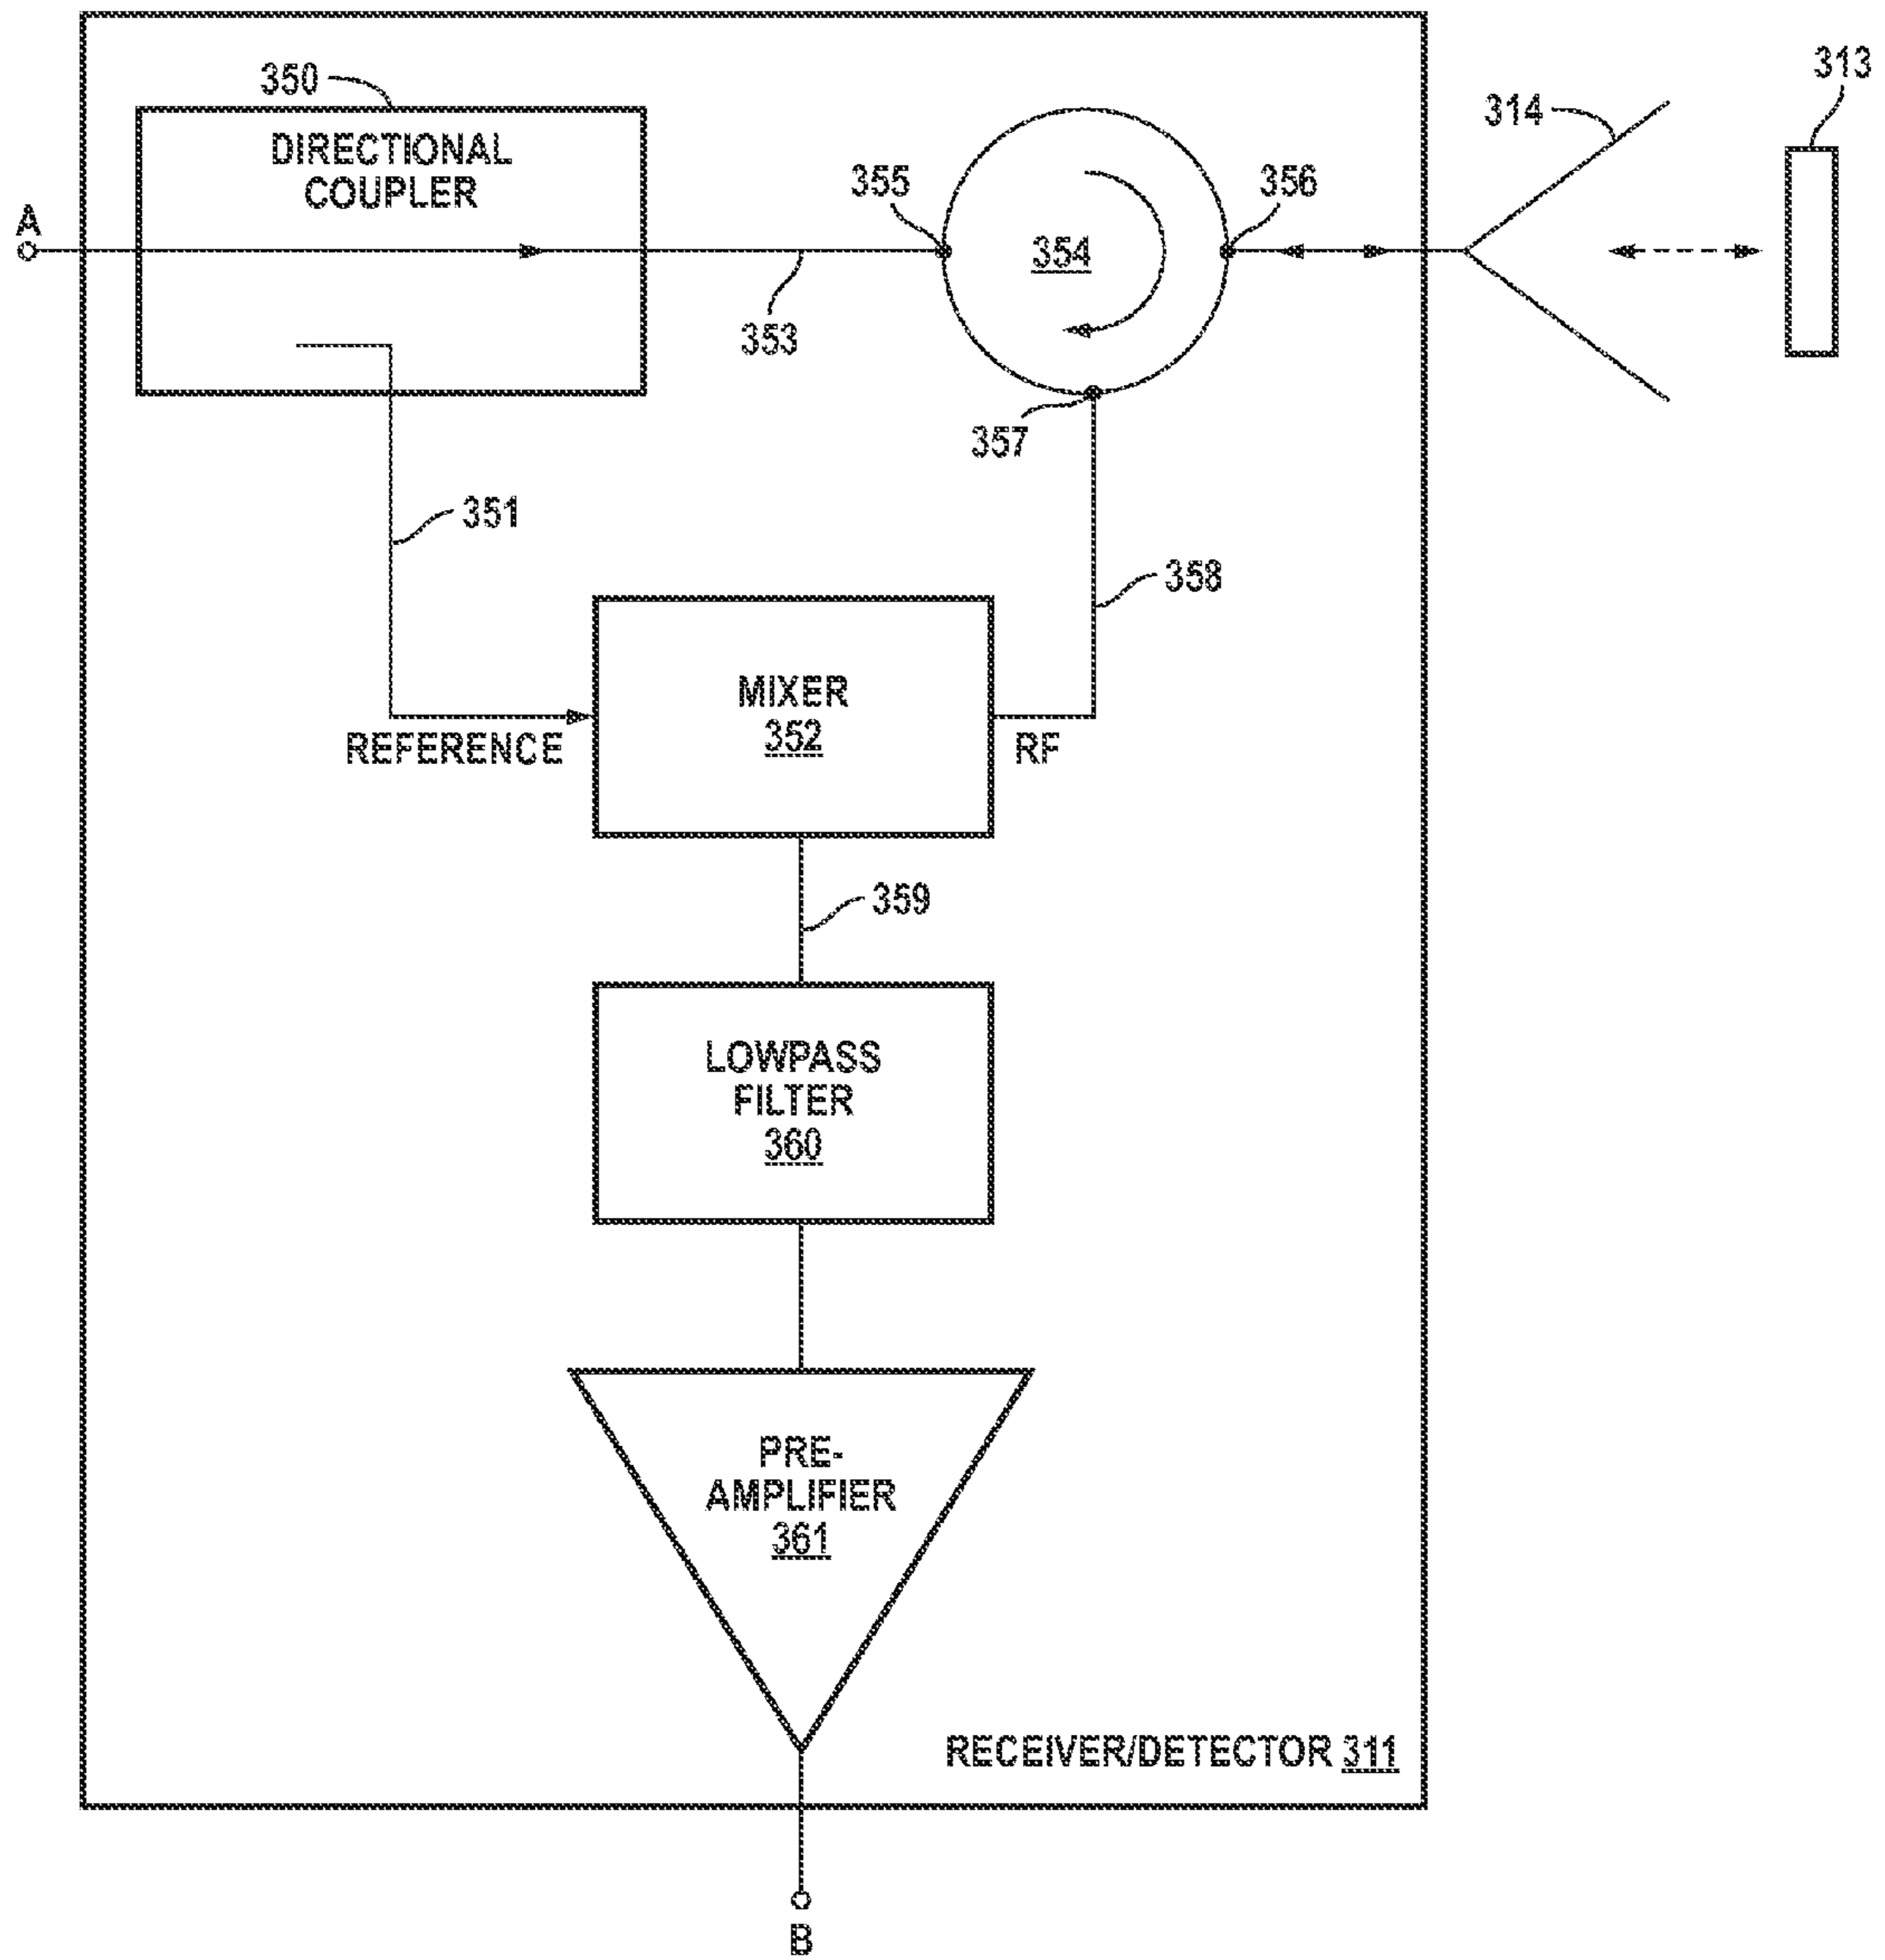 350
313
314
DIRECTIONAL
COUPLER
355
356
A
354
353
357
351
358
MIXER
352
REFERENCE
RF
359
LOWPASS
FILTER
360
PRE-
AMPLIFIER
361
RECEIVER/DETECTOR 311
B